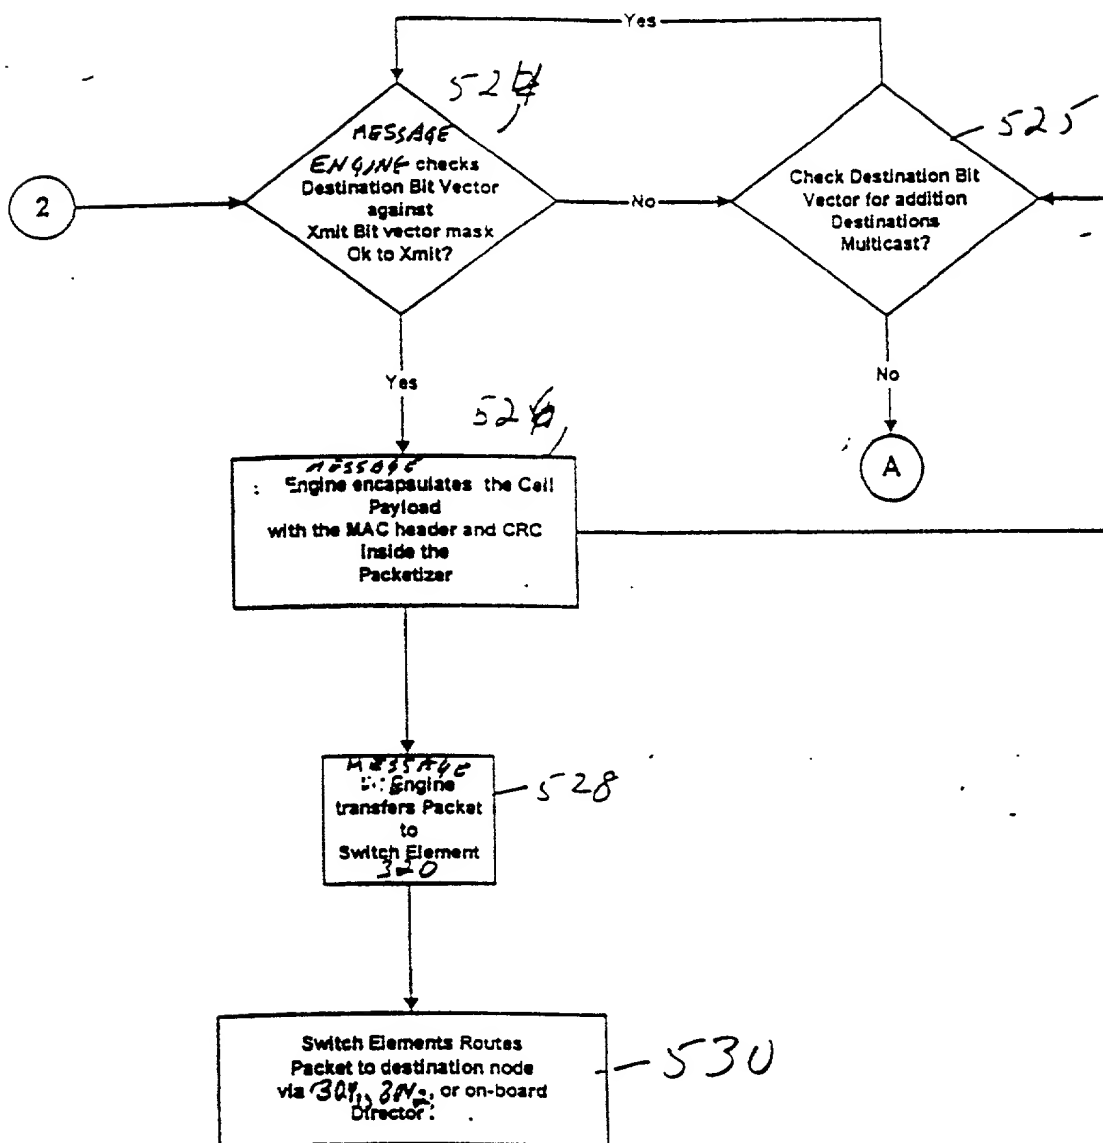 Yes
525
MESSAGE
ENGINE checks
Destination Bit Vector
against
Xmit Bit vector mask
Ok to Xmit?
Check Destination Bit
Vector for addition
Destinations
Multicast?
2
No
Yes
No
A
MESSAGE
Engine encapsulates the Cell
Payload
with the MAC header and CRC
Inside the
Packetizer
MESSAGE
Engine
transfers Packet
to
Switch Element
320
528
Switch Elements Routes
Packet to destination node
via or on-board
Director.
530